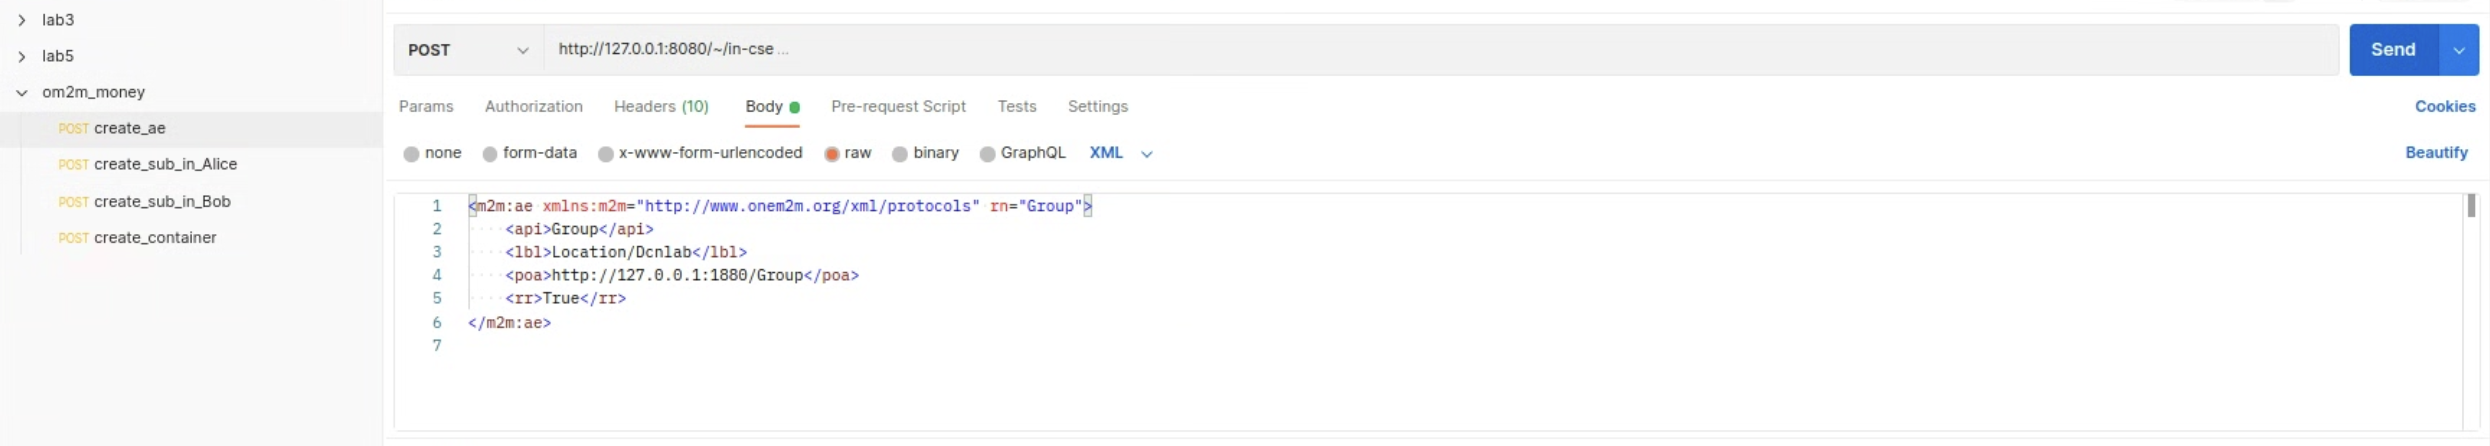 lab3
lab5
om2m_money
POST create_ae
POST create_sub_in_Alice
POST create_sub_in_Bob
POST create_container
POST
http://127.0.0.1:8080/~/in-cse ...
Send
Params Authorization Headers (10) Body Pre-request Script Tests Settings
Cookies
none form-data x-www-form-urlencoded raw binary GraphQL XML
Beautify
1 <m2m:ae xmlns:m2m="http://www.onem2m.org/xml/protocols" rn="Group">
2 <api>Group</api>
3 <lbl>Location/Dcnlab</lbl>
4 <poa>http://127.0.0.1:1880/Group</poa>
5 <rr>True</rr>
6 </m2m:ae>
7